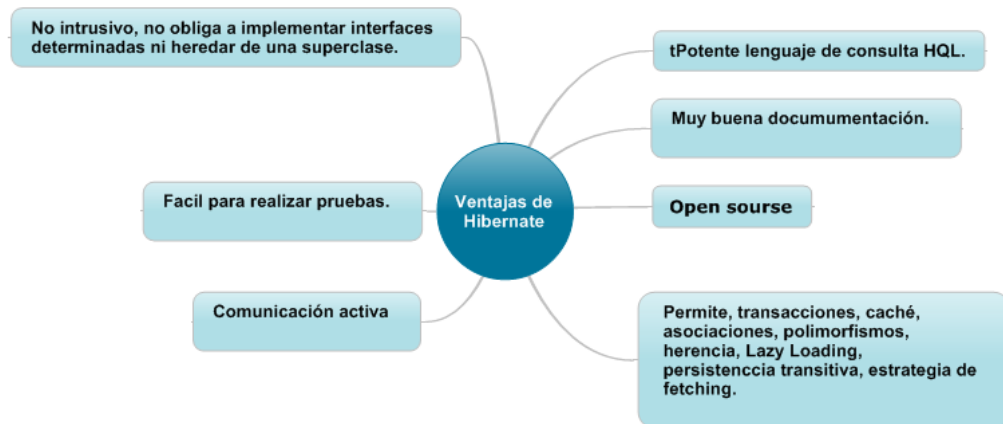 No intrusivo, no obliga a implementar interfaces
determinadas ni heredar de una superclase.
tPotente lenguaje de consulta HQL.
Muy buena documumentación.
Facil para realizar pruebas.
Ventajas de
Hibernate
Open sourse
Comunicación activa
Permite, transacciones, caché,
asociaciones, polimorfismos,
herencia, Lazy Loading,
persistenccia transitiva, estrategia de
fetching.